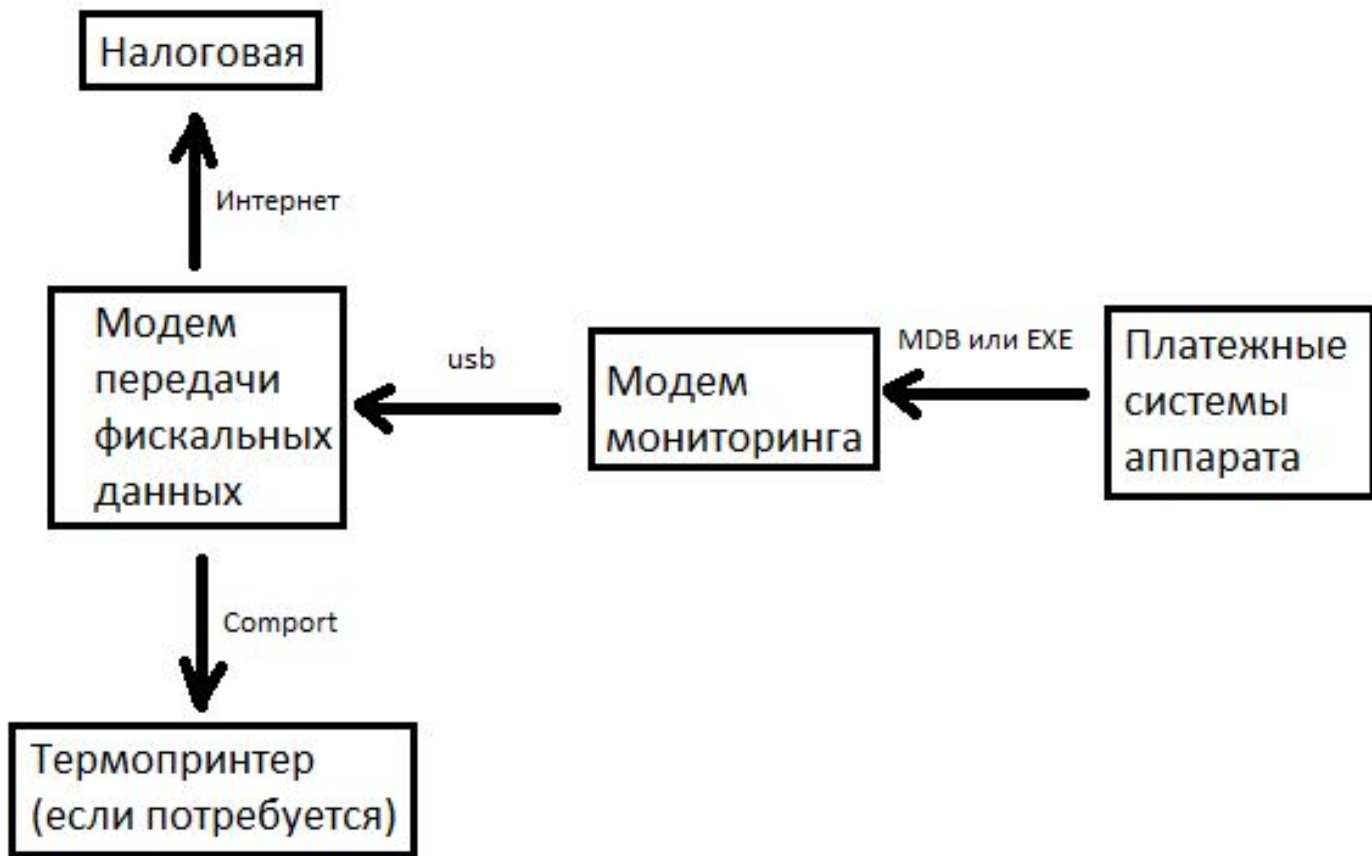 Налоговая
Интернет
Модем
передачи
фискальных
данных
usb
Модем
мониторинга
MDB или EXE
Платежные
системы
аппарата
Comport
Термопринтер
(если потребуется)